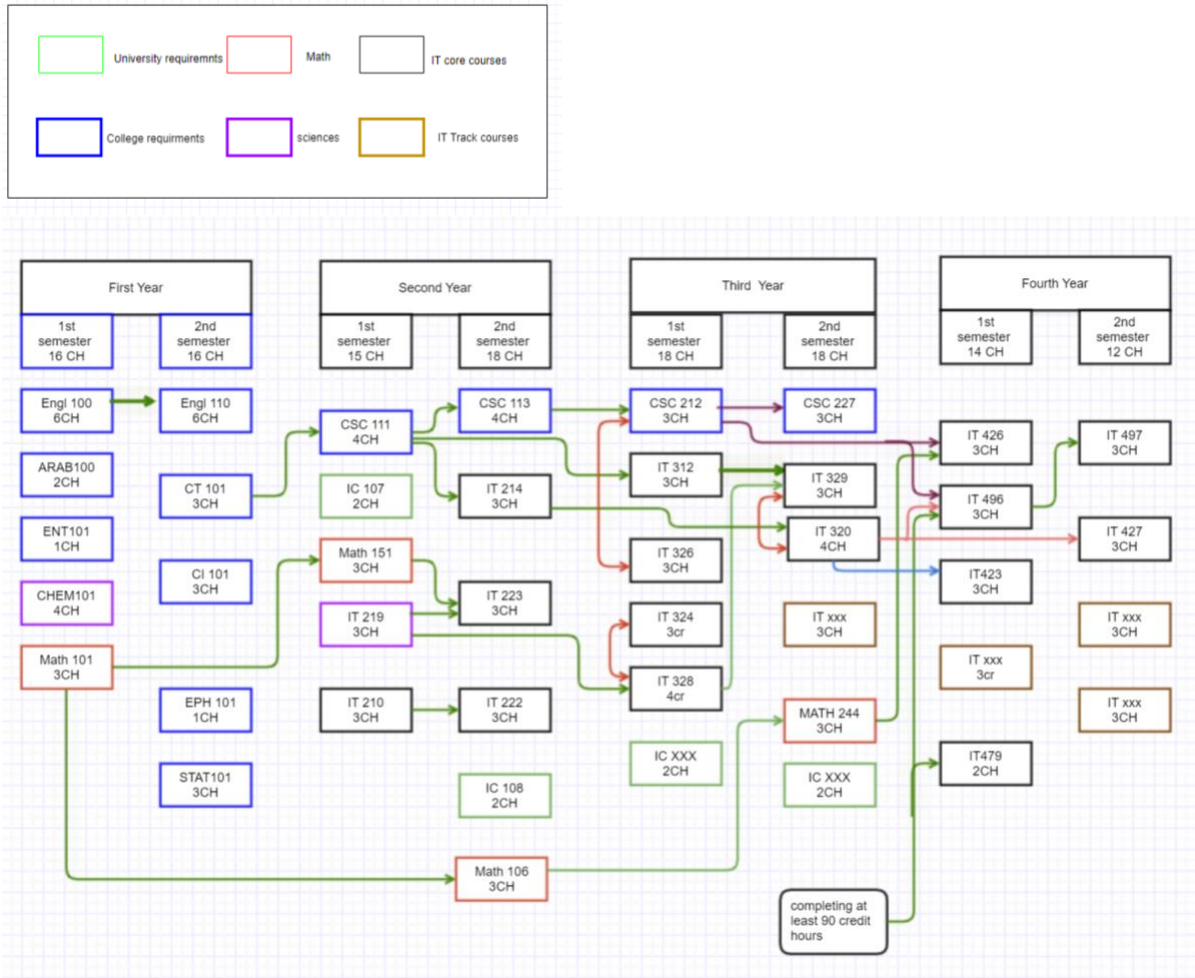 University requiremnts
Math
IT core courses
College requirments
sciences
IT Track courses
First Year
Second Year
Third Year
Fourth Year
1st
semester
16 CH
2nd
semester
16 CH
1st
semester
15 CH
2nd
semester
18 CH
1st
semester
18 CH
2nd
semester
18 CH
1st
semester
14 CH
2nd
semester
12 CH
Engl 100
6CH
ARAB100
2CH
ENT101
1CH
CHEM101
4CH
Math 101
3CH
Engl 110
6CH
CT 101
3CH
CI 101
3CH
EPH 101
1CH
STAT101
3CH
CSC 111
4CH
IC 107
2CH
Math 151
3CH
IT 219
3CH
IT 210
3CH
CSC 113
4CH
IT 214
3CH
IT 223
3CH
IT 222
3CH
IC 108
2CH
Math 106
3CH
CSC 212
3CH
IT 312
3CH
IT 326
3CH
IT 324
3cr
IT 328
4cr
IC XXX
2CH
CSC 227
3CH
IT 329
3CH
IT 320
4CH
IT xxx
3CH
MATH 244
3CH
IC XXX
2CH
completing at
least 90 credit
hours
IT 426
3CH
IT 496
3CH
IT423
3CH
IT xxx
3cr
IT479
2CH
IT 497
3CH
IT 427
3CH
IT xxx
3CH
IT xxx
3CH